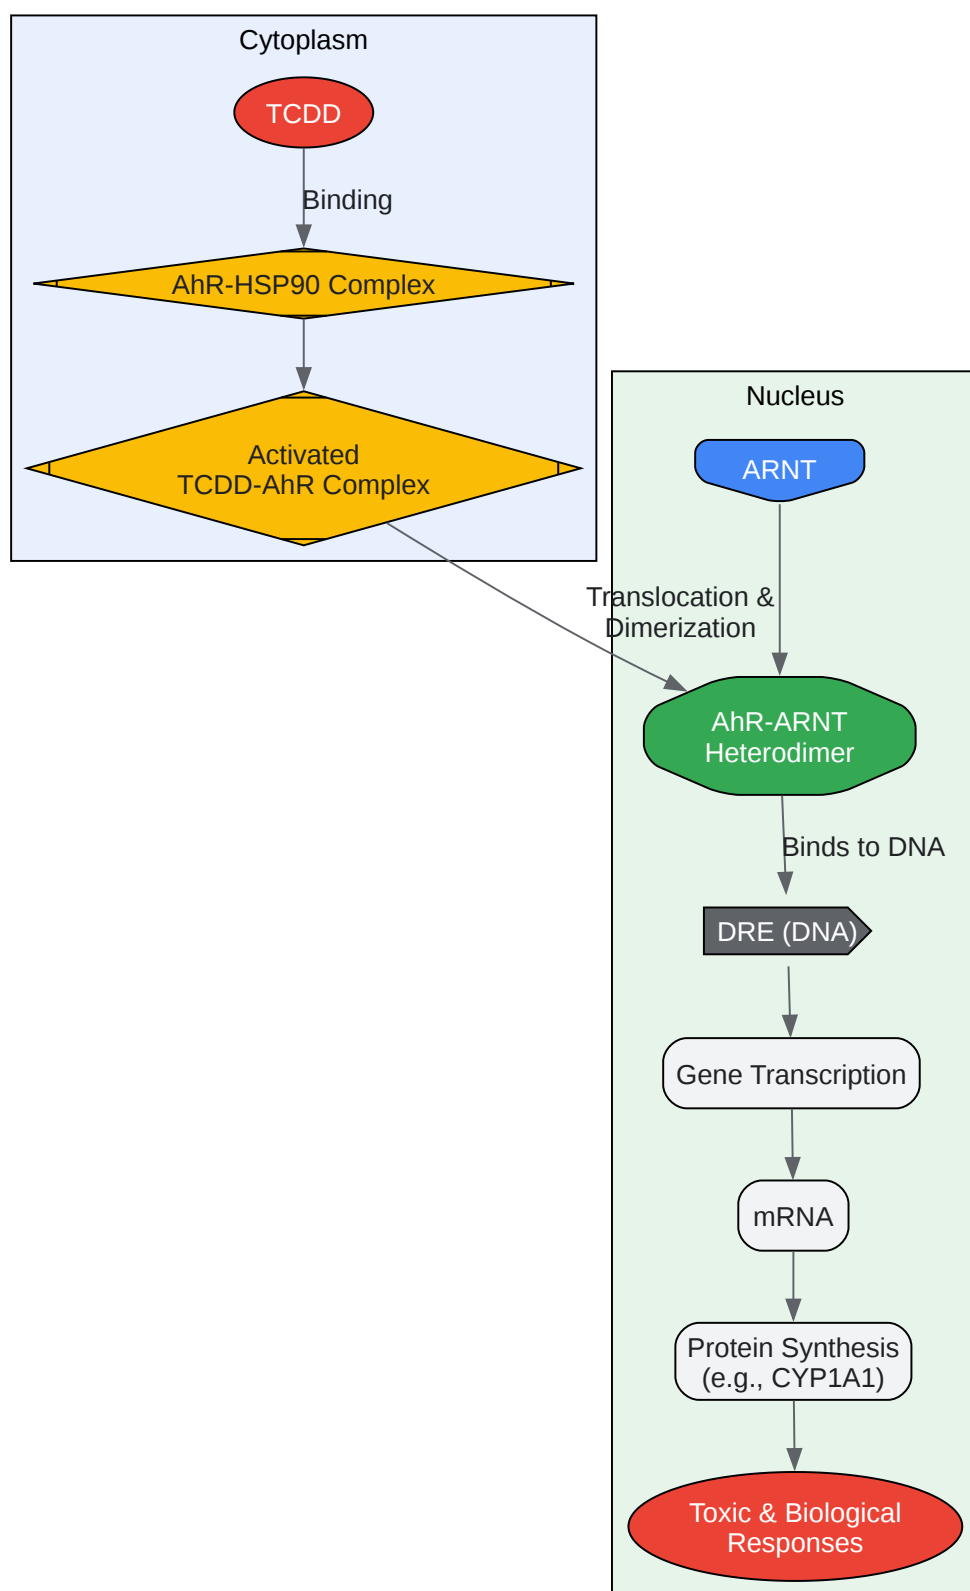 Cytoplasm
TCDD
Binding
AhR-HSP90 Complex
Activated
TCDD-AhR Complex
Nucleus
ARNT
Translocation &
Dimerization
AhR-ARNT
Heterodimer
Binds to DNA
DRE (DNA)
Gene Transcription
mRNA
Protein Synthesis
(e.g., CYP1A1)
Toxic & Biological
Responses